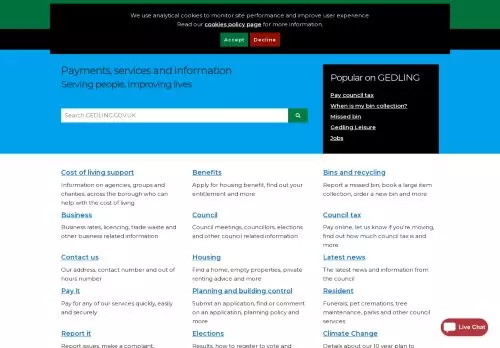 We use analytical cookies to monitor site performance and improve user experience
Read our cookies policy page for more information.
Accept
Decline
Payments, services and information
Serving people, improving lives
Search GEDLING.GOV.UK
Popular on GEDLING
Pay council tax
When is my bin collection?
Missed bin
Gedling Leisure
Jobs
Cost of living support
Information on agencies, groups and
charities, across the borough who can
help with the cost of living
Benefits
Apply for housing benefit, find out your
entitlement and more
Bins and recycling
Report a missed bin, book a large item
collection, order a new bin and more
Business
Business rates, licencing, trade waste and
other business related information
Council
Council meetings, councillors, elections
and other council related information
Council tax
Pay online, let us know if you're moving,
find out how much council tax is and
more
Contact us
Our address, contact number and out of
hours number
Housing
Find a home, empty properties, private
renting advice and more
Latest news
The latest news and information from the
council
Pay it
Pay for any of our services quickly, easily
and securely
Planning and building control
Submit an application, find or comment
on an application, planning policy and
more
Resident
Funerals, pet cremations, tree
maintenance, parks and other council
services
Report it
Report issues, make a complaint,
Elections
Results, how to register to vote and
Climate Change
Details about our 10 year plan to
Live Chat